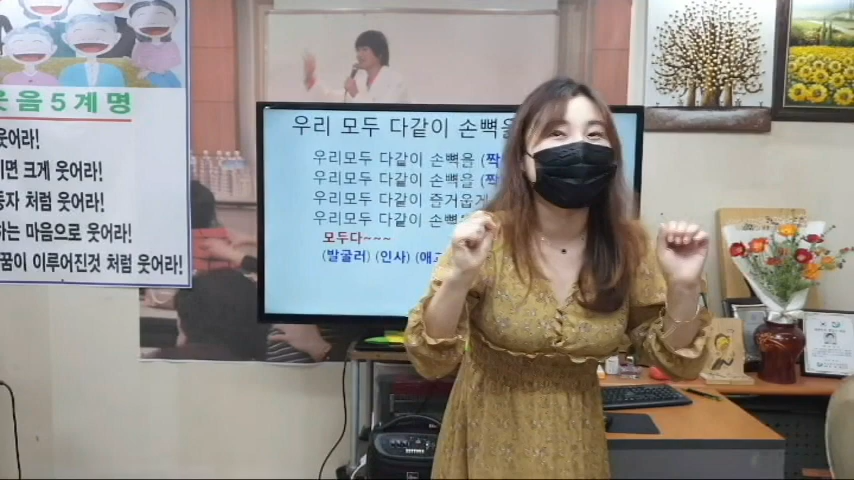 웃음5계명
웃어라!
이면 크게 웃어라!
동자 처럼 웃어라!
하는 마음으로 웃어라!
꿈이 이루어진것 처럼 웃어라!
우리 모두 다같이 손뼉을
우리모두 다같이 손뼉을 (짝
우리모두 다같이 손뼉을 (짝
우리모두 다같이 즐거웁게
우리모두 다같이 손뼉을
모두다~~~
(발굴러) (인사) (애교